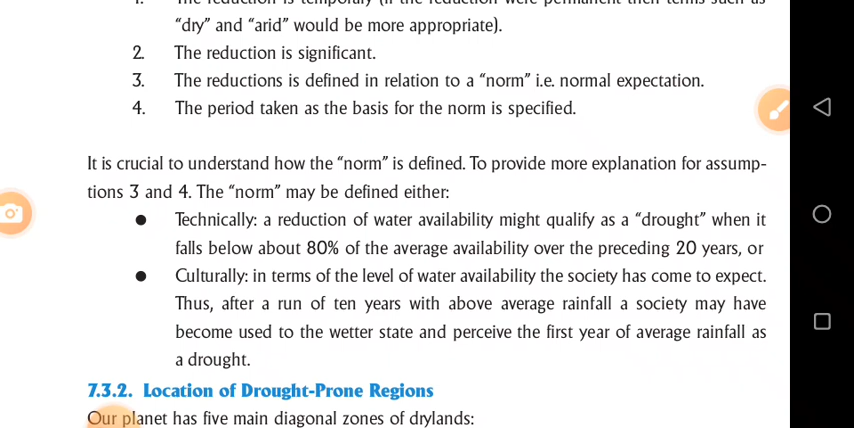 "dry" and "arid" would be more appropriate).
2. The reduction is significant.
3. The reductions is defined in relation to a "norm" i.e. normal expectation.
4. The period taken as the basis for the norm is specified.
It is crucial to understand how the "norm" is defined. To provide more explanation for assump-
tions 3 and 4. The "norm" may be defined either:
● Technically: a reduction of water availability might qualify as a "drought" when it
falls below about 80% of the average availability over the preceding 20 years, or
● Culturally: in terms of the level of water availability the society has come to expect.
Thus, after a run of ten years with above average rainfall a society may have
become used to the wetter state and perceive the first year of average rainfall as
a drought.
7.3.2. Location of Drought-Prone Regions
Our planet has five main diagonal zones of drylands: